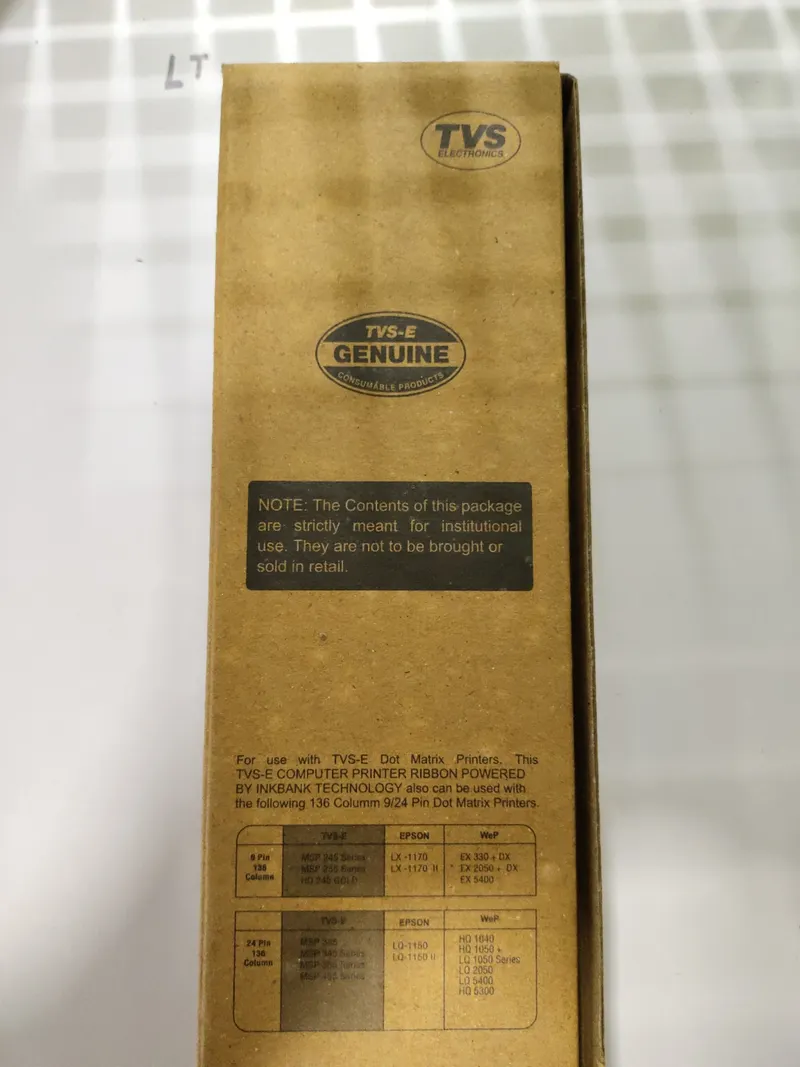 LT
TVS
ELECTRONICS
TVS-E
GENUINE
CONSUMABLE PRODUCTS
NOTE: The Contents of this package
are strictly meant for institutional
use. They are not to be brought or
sold in retail.
For use with TVS-E Dot Matrix Printers. This
TVS-E COMPUTER PRINTER RIBBON POWERED
BY INKBANK TECHNOLOGY also can be used with
the following 136 Columm 9/24 Pin Dot Matrix Printers.
TVS-E EPSON WeP
9 Pin MSP 245 Series LX -1170 EX 330 + DX
136 MSP 255 Series LX -1170 II EX 2050 + DX
Column EX 5400
TVS-E EPSON WeP
24 Pin LQ-1150 HQ 1040
136 LQ-1150 II HQ 1050 +
Column LQ 1050 Series
LQ 2050
LQ 5400
HQ 5300